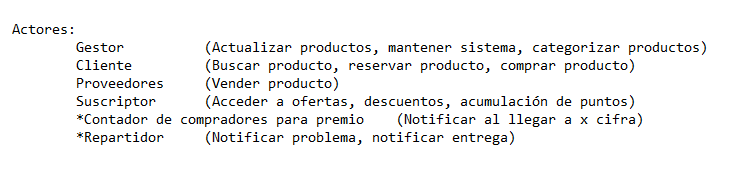 Actores:
Gestor (Actualizar productos, mantener sistema, categorizar productos)
Cliente (Buscar producto, reservar producto, comprar producto)
Proveedores (Vender producto)
Suscriptor (Acceder a ofertas, descuentos, acumulación de puntos)
*Contador de compradores para premio (Notificar al llegar a x cifra)
*Repartidor (Notificar problema, notificar entrega)